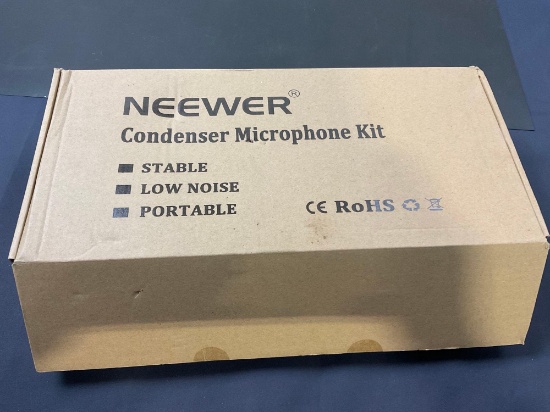 NEEWER®
Condenser Microphone Kit
STABLE
LOW NOISE
PORTABLE
CE RoHS